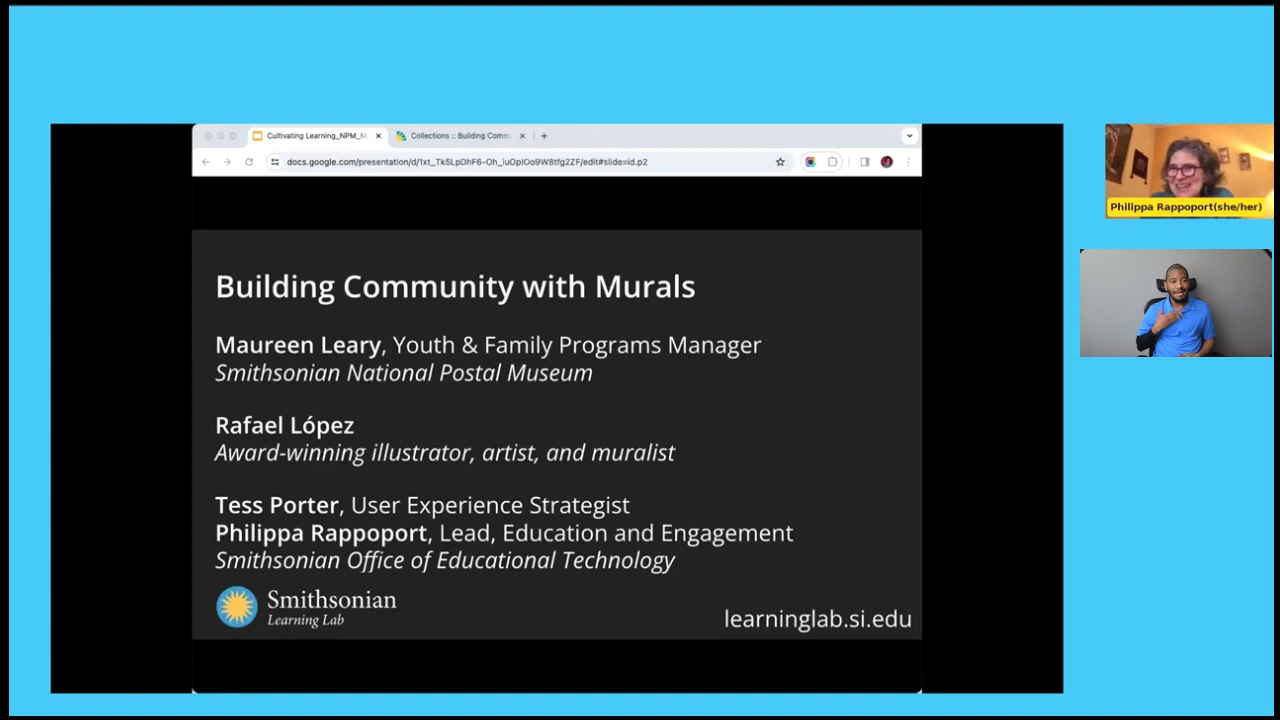 Cultivating Learning_NPM_M
Collections :: Building Comm
docs.google.com/presentation/d/1xt_Tk5LpDhF6-Oh_iuOplOo9W8tfg2ZF/edit#slide=id.p2
Building Community with Murals
Maureen Leary, Youth & Family Programs Manager
Smithsonian National Postal Museum
Rafael López
Award-winning illustrator, artist, and muralist
Tess Porter, User Experience Strategist
Philippa Rappoport, Lead, Education and Engagement
Smithsonian Office of Educational Technology
Smithsonian
Learning Lab
learninglab.si.edu
Philippa Rappoport(she/her)